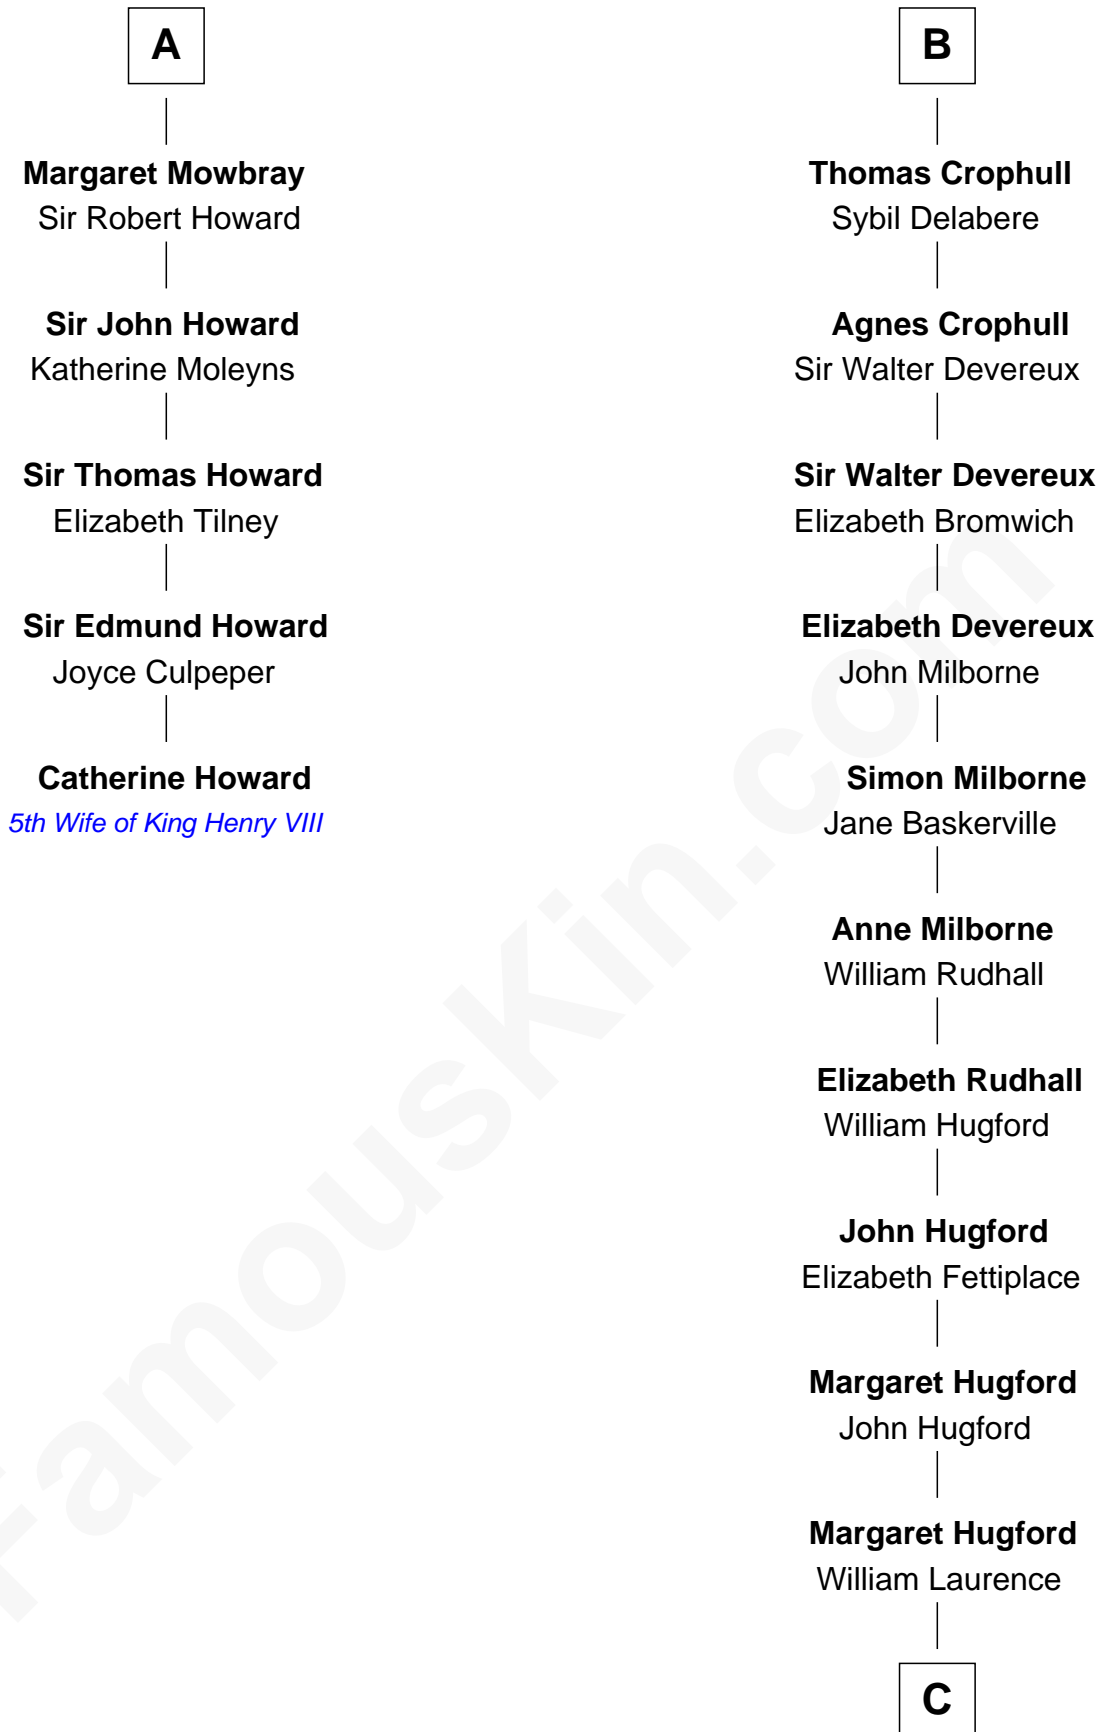 A
Margaret Mowbray
Sir Robert Howard
Sir John Howard
Katherine Moleyns
Sir Thomas Howard
Elizabeth Tilney
Sir Edmund Howard
Joyce Culpeper
Catherine Howard
5th Wife of King Henry VIII
B
Thomas Crophull
Sybil Delabere
Agnes Crophull
Sir Walter Devereux
Sir Walter Devereux
Elizabeth Bromwich
Elizabeth Devereux
John Milborne
Simon Milborne
Jane Baskerville
Anne Milborne
William Rudhall
Elizabeth Rudhall
William Hugford
John Hugford
Elizabeth Fettiplace
Margaret Hugford
John Hugford
Margaret Hugford
William Laurence
C
FamousKin.com